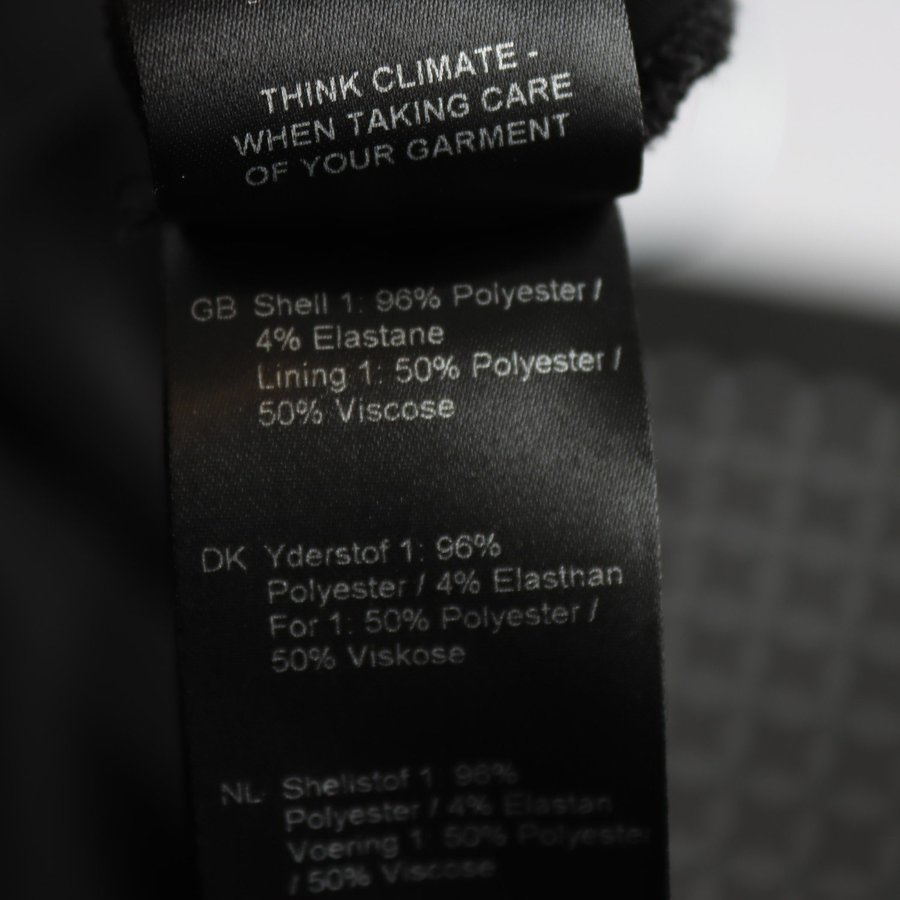 THINK CLIMATE -
WHEN TAKING CARE
OF YOUR GARMENT
GB Shell 1: 96% Polyester /
4% Elastane
Lining 1: 50% Polyester /
50% Viscose
DK Yderstof 1: 96%
Polyester / 4% Elasthan
For 1: 50% Polyester /
50% Viskose
NL Shellstof 1: 96%
Polyester / 4% Elastan
Voering 1: 50% Polyester
/ 50% Viscose